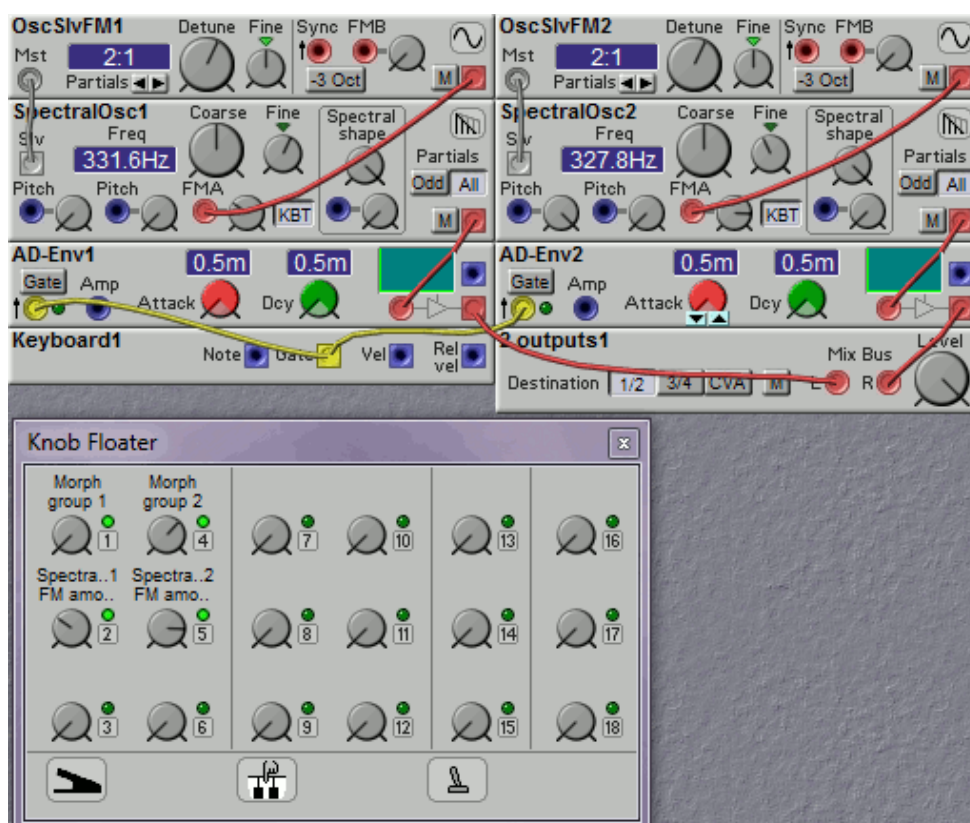 OscSlvFM1 Detune Fine Sync FMB
Mst 2:1
Partials -3 Oct M
SpectralOsc1 Coarse Fine Spectral shape
Slv Freq
331.6Hz Partials
Odd All
Pitch Pitch FMA KBT M
AD-Env1 0.5m 0.5m
Gate Amp Attack Dcy
Keyboard1 Note Gate Vel Rel vel
OscSlvFM2 Detune Fine Sync FMB
Mst 2:1
Partials -3 Oct M
SpectralOsc2 Coarse Fine Spectral shape
Slv Freq
327.8Hz Partials
Odd All
Pitch Pitch FMA KBT M
AD-Env2 0.5m 0.5m
Gate Amp Attack Dcy
2 outputs1 Mix Bus Level
Destination 1/2 3/4 CVA M L R
Knob Floater x
Morph group 1 Morph group 2
1 4 7 10 13 16
Spectra..1 FM amo.. Spectra..2 FM amo..
2 5 8 11 14 17
3 6 9 12 15 18